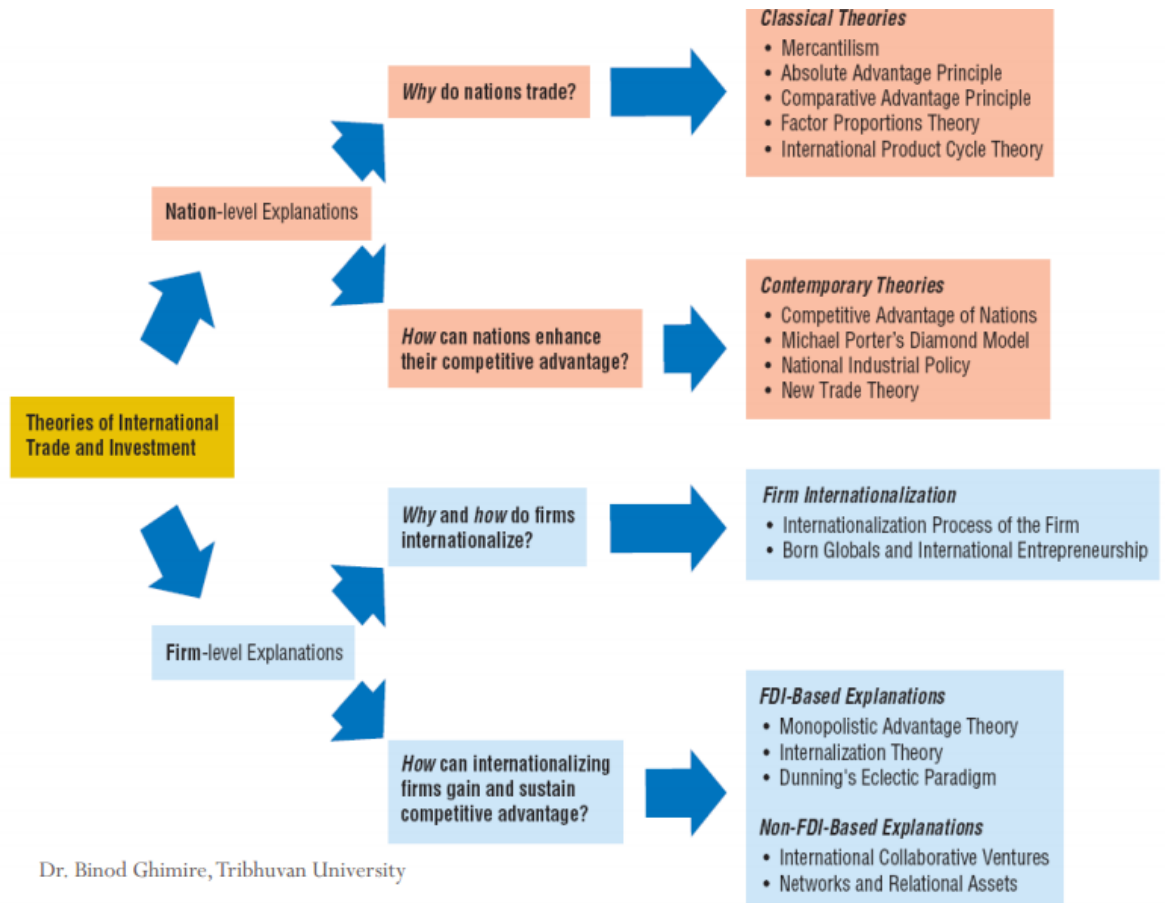 Classical Theories
• Mercantilism
• Absolute Advantage Principle
• Comparative Advantage Principle
• Factor Proportions Theory
• International Product Cycle Theory
Why do nations trade?
Nation-level Explanations
How can nations enhance
their competitive advantage?
Contemporary Theories
• Competitive Advantage of Nations
• Michael Porter's Diamond Model
• National Industrial Policy
• New Trade Theory
Theories of International
Trade and Investment
Why and how do firms
internationalize?
Firm Internationalization
• Internationalization Process of the Firm
• Born Globals and International Entrepreneurship
Firm-level Explanations
How can internationalizing
firms gain and sustain
competitive advantage?
FDI-Based Explanations
• Monopolistic Advantage Theory
• Internalization Theory
• Dunning's Eclectic Paradigm
Non-FDI-Based Explanations
• International Collaborative Ventures
• Networks and Relational Assets
Dr. Binod Ghimire, Tribhuvan University